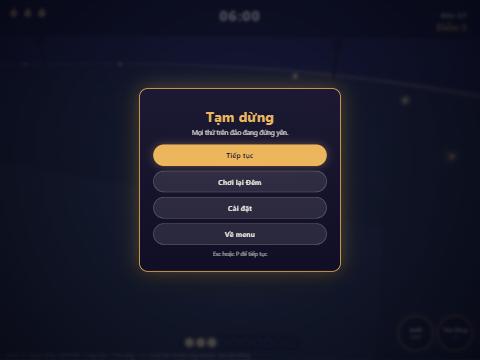 06:00
Tạm dừng
Mọi thứ trên đảo đang đứng yên.
Tiếp tục
Chơi lại Đêm
Cài đặt
Về menu
Esc hoặc P để tiếp tục